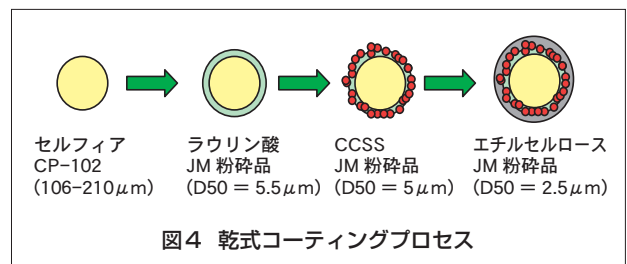 セルフィア
CP−102
(106−210μm)
ラウリン酸
JM 粉砕品
(D50 = 5.5μm)
CCSS
JM 粉砕品
(D50 = 5μm)
エチルセルロース
JM 粉砕品
(D50 = 2.5μm)
図4 乾式コーティングプロセス